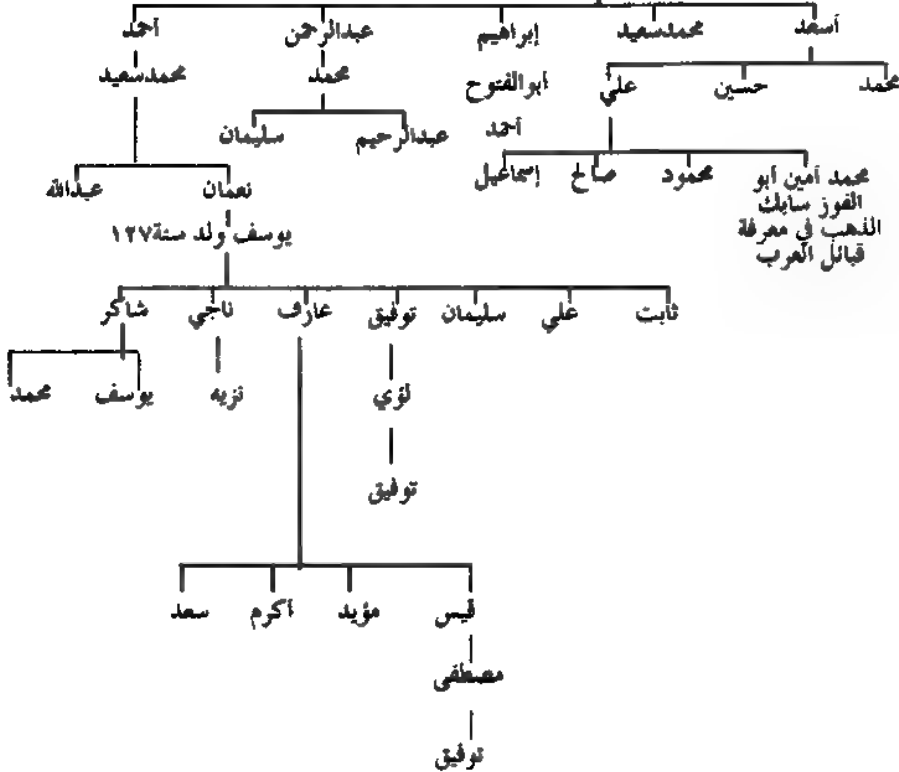 أسعد محمدسعيد إبراهيم عبدالرحمن أحمد
محمد حسين علي ابوالفتوح محمد محمدسعيد
أحمد عبدالرحيم سليمان
محمد أمين أبو
الفوز سابك
الذهب في معرفة
قبائل العرب
محمود صالح إسماعيل
نعمان عبدالله
يوسف ولد سنة١٢٧
ثابت علي سليمان توفيق عارف ناجي شاكر
لؤي نزيه يوسف محمد
توفيق
قيس مؤيد أكرم سعد
مصطفى
توفيق